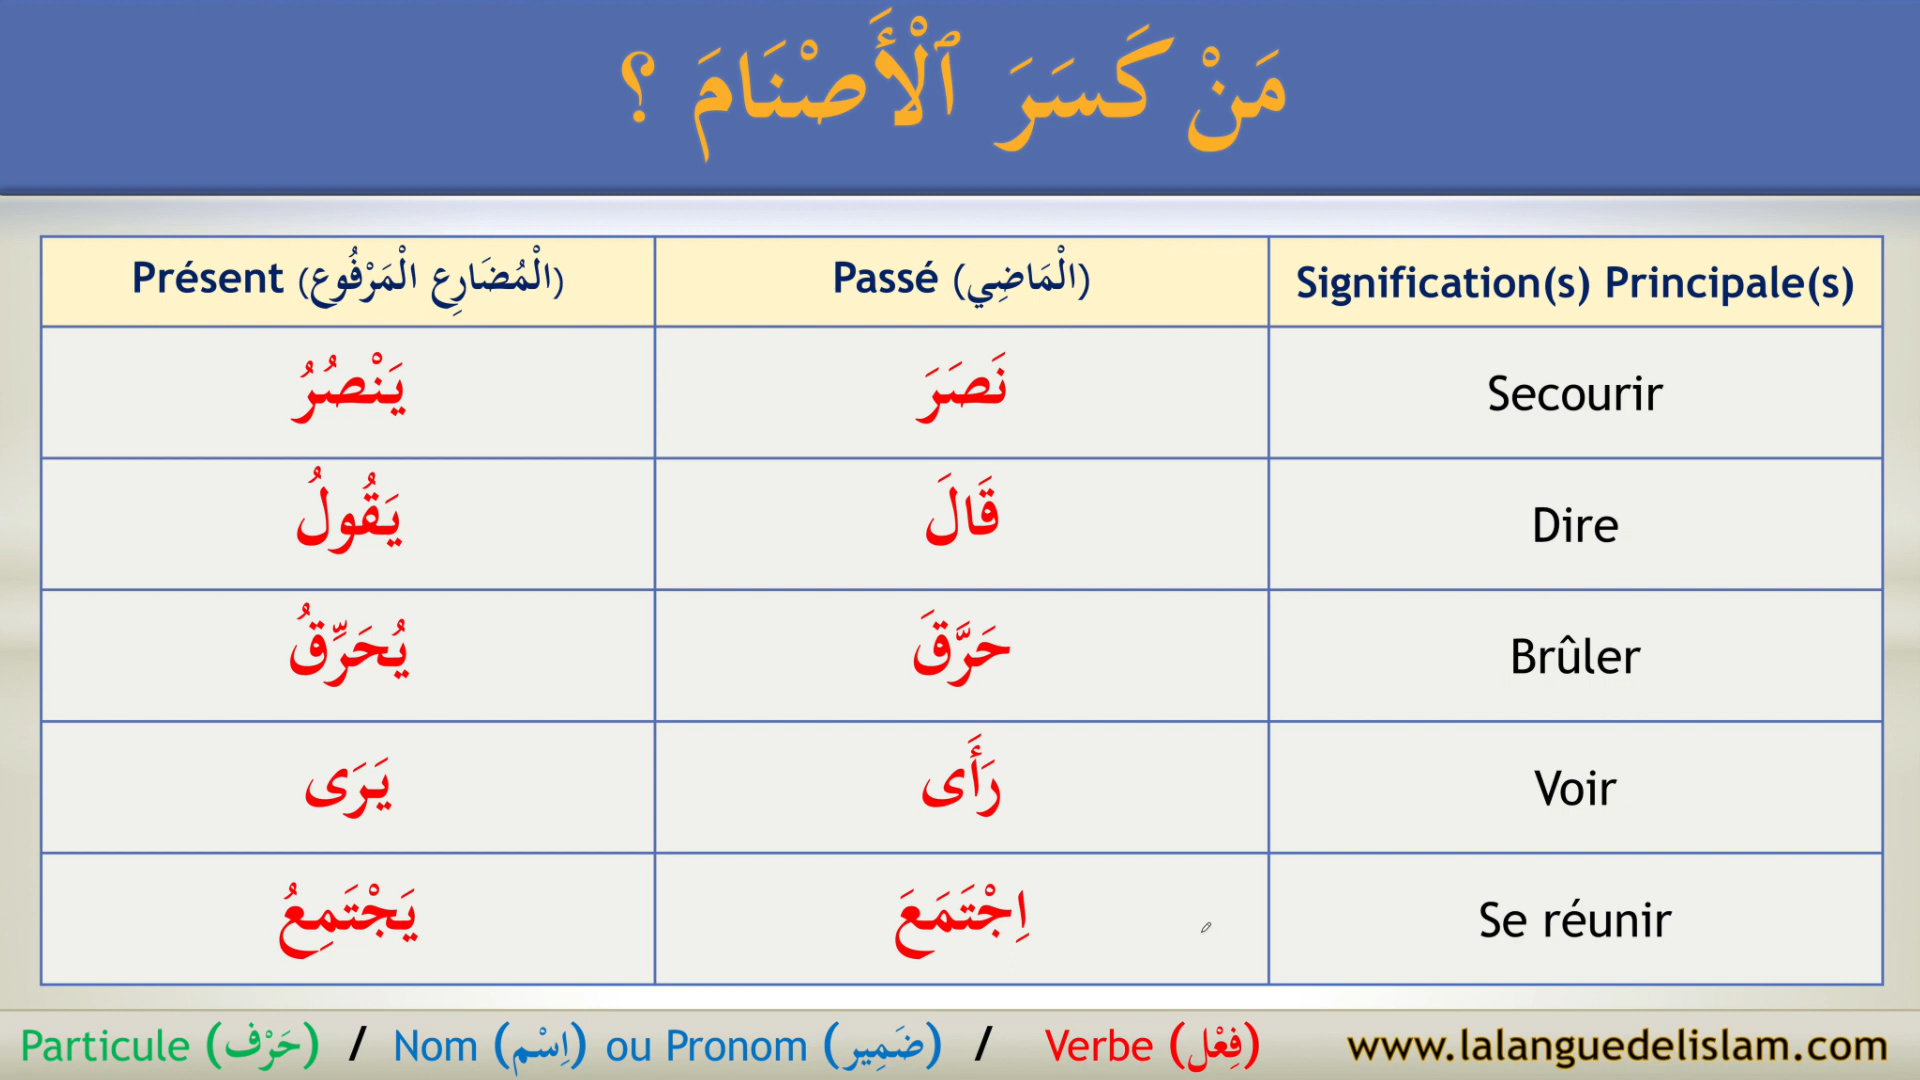 مَنْ كَسَرَ ٱلْأَصْنَامَ ؟
Présent (الْمُضَارِع الْمَرْفُوع) Passé (الْمَاضِي) Signification(s) Principale(s)
يَنْصُرُ نَصَرَ Secourir
يَقُولُ قَالَ Dire
يُحَرِّقُ حَرَّقَ Brûler
يَرَى رَأَى Voir
يَجْتَمِعُ اِجْتَمَعَ Se réunir
Particule (حَرْف) / Nom (اِسْم) ou Pronom (ضَمِير) / Verbe (فِعْل) www.lalanguedelislam.com